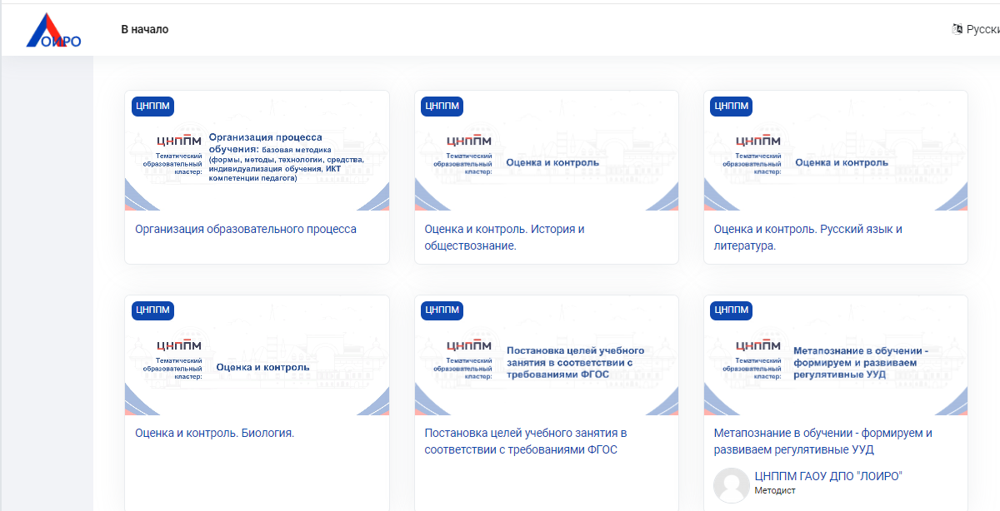 ЛОИРО
В начало
Русски
ЦНППМ
ЦНППМ
Тематический
образовательный
кластер:
Организация процесса
обучения: базовая методика
(формы, методы, технологии, средства,
индивидуализация обучения, ИКТ
компетенции педагога)
Организация образовательного процесса
ЦНППМ
ЦНППМ
Тематический
образовательный
кластер:
Оценка и контроль
Оценка и контроль. История и
обществознание.
ЦНППМ
ЦНППМ
Тематический
образовательный
кластер:
Оценка и контроль
Оценка и контроль. Русский язык и
литература.
ЦНППМ
ЦНППМ
Тематический
образовательный
кластер:
Оценка и контроль
Оценка и контроль. Биология.
ЦНППМ
ЦНППМ
Тематический
образовательный
кластер:
Постановка целей учебного
занятия в соответствии с
требованиями ФГОС
Постановка целей учебного занятия в
соответствии с требованиями ФГОС
ЦНППМ
ЦНППМ
Тематический
образовательный
кластер:
Метапознание в обучении -
формируем и развиваем
регулятивные УУД
Метапознание в обучении - формируем и
развиваем регулятивные УУД
ЦНППМ ГАОУ ДПО "ЛОИРО"
Методист